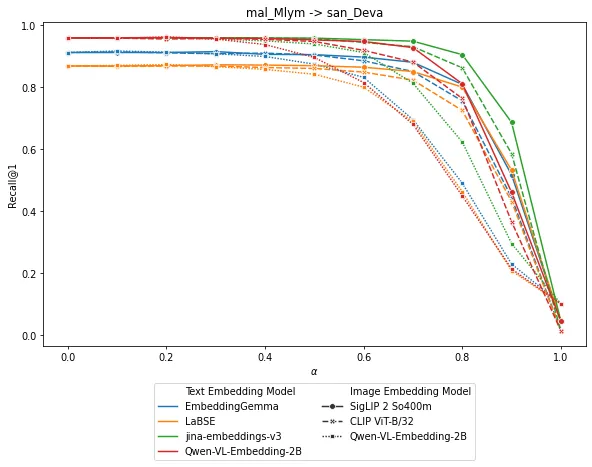 mal_Mlym -> san_Deva
1.0
0.8
0.6
0.4
0.2
0.0
Recall@1
0.0 0.2 0.4 0.6 0.8 1.0
α
Text Embedding Model
EmbeddingGemma
LaBSE
jina-embeddings-v3
Qwen-VL-Embedding-2B
Image Embedding Model
SigLIP 2 So400m
CLIP ViT-B/32
Qwen-VL-Embedding-2B